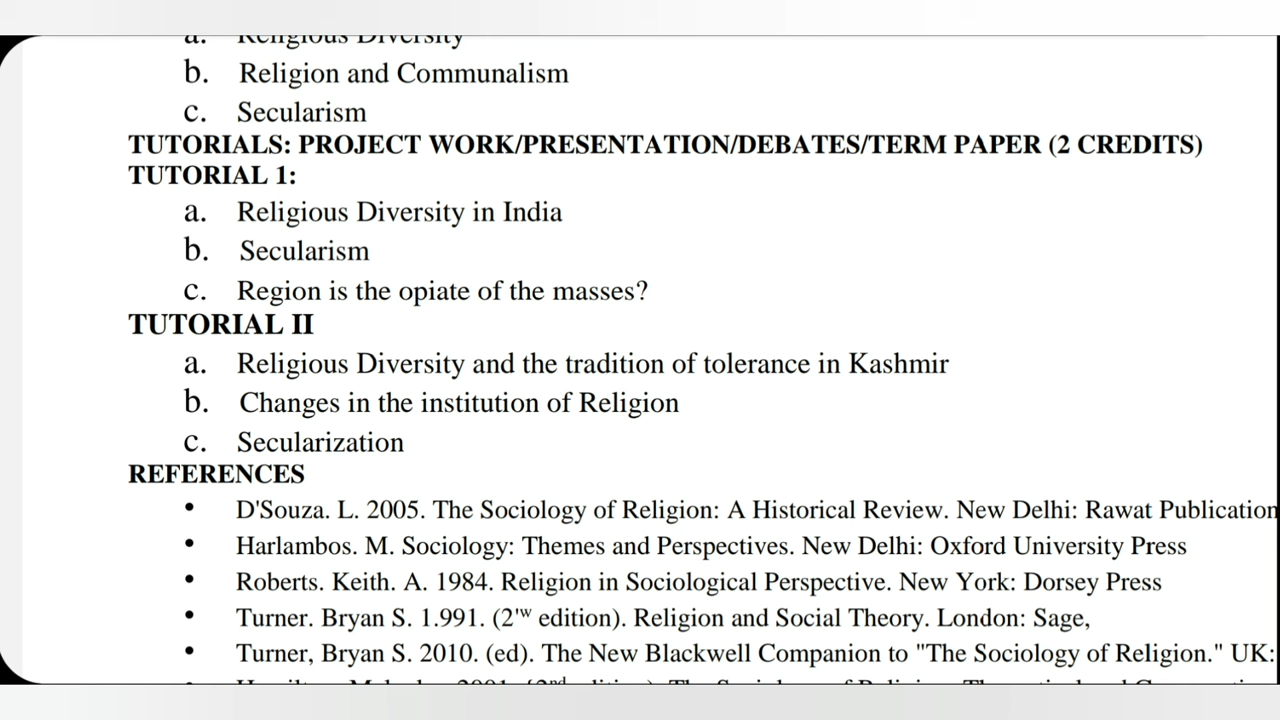 a. Religious Diversity
b. Religion and Communalism
c. Secularism
TUTORIALS: PROJECT WORK/PRESENTATION/DEBATES/TERM PAPER (2 CREDITS)
TUTORIAL 1:
a. Religious Diversity in India
b. Secularism
c. Region is the opiate of the masses?
TUTORIAL II
a. Religious Diversity and the tradition of tolerance in Kashmir
b. Changes in the institution of Religion
c. Secularization
REFERENCES
• D'Souza. L. 2005. The Sociology of Religion: A Historical Review. New Delhi: Rawat Publication
• Harlambos. M. Sociology: Themes and Perspectives. New Delhi: Oxford University Press
• Roberts. Keith. A. 1984. Religion in Sociological Perspective. New York: Dorsey Press
• Turner. Bryan S. 1.991. (2'ʷ edition). Religion and Social Theory. London: Sage,
• Turner, Bryan S. 2010. (ed). The New Blackwell Companion to "The Sociology of Religion." UK: